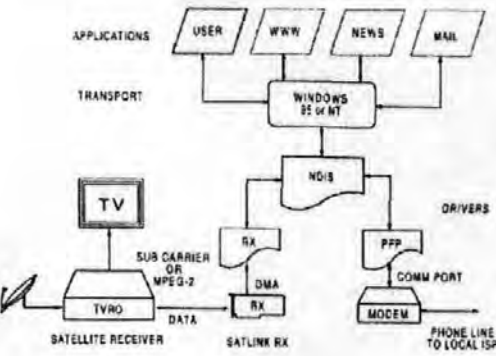 APPLICATIONS
USER
WWW
NEWS
MAIL
TRANSPORT
WINDOWS
95 or NT
NDIS
DRIVERS
TV
RX
PFP
SUB CARRIER
OR
MPEG-2
DMA
COMM PORT
TVRO
DATA
RX
MODEM
SATELLITE RECEIVER
SATLINK RX
PHONE LINE
TO LOCAL ISP